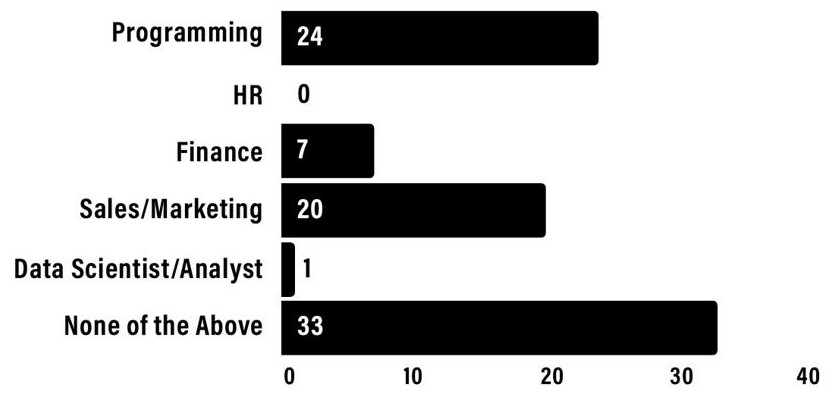 Programming 24
HR 0
Finance 7
Sales/Marketing 20
Data Scientist/Analyst 1
None of the Above 33
0 10 20 30 40